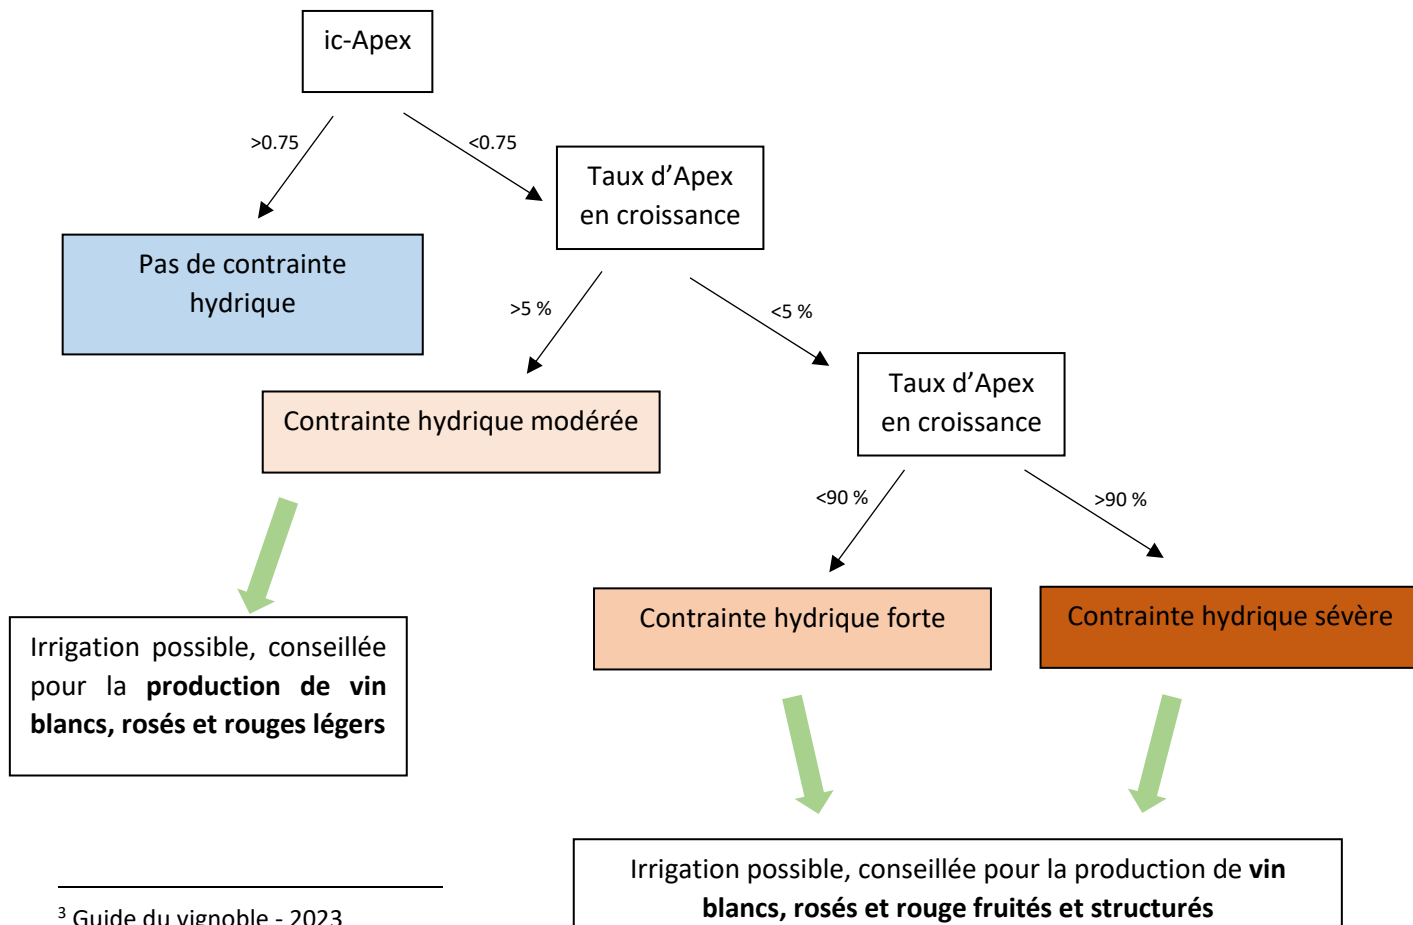 ic-Apex
>0.75
<0.75
Taux d’Apex
en croissance
Pas de contrainte
hydrique
>5 %
<5 %
Taux d’Apex
en croissance
Contrainte hydrique modérée
<90 %
>90 %
Contrainte hydrique forte
Contrainte hydrique sévère
Irrigation possible, conseillée
pour la production de vin
blancs, rosés et rouges légers
Irrigation possible, conseillée pour la production de vin
blancs, rosés et rouge fruités et structurés
3 Guide du vignoble - 2023